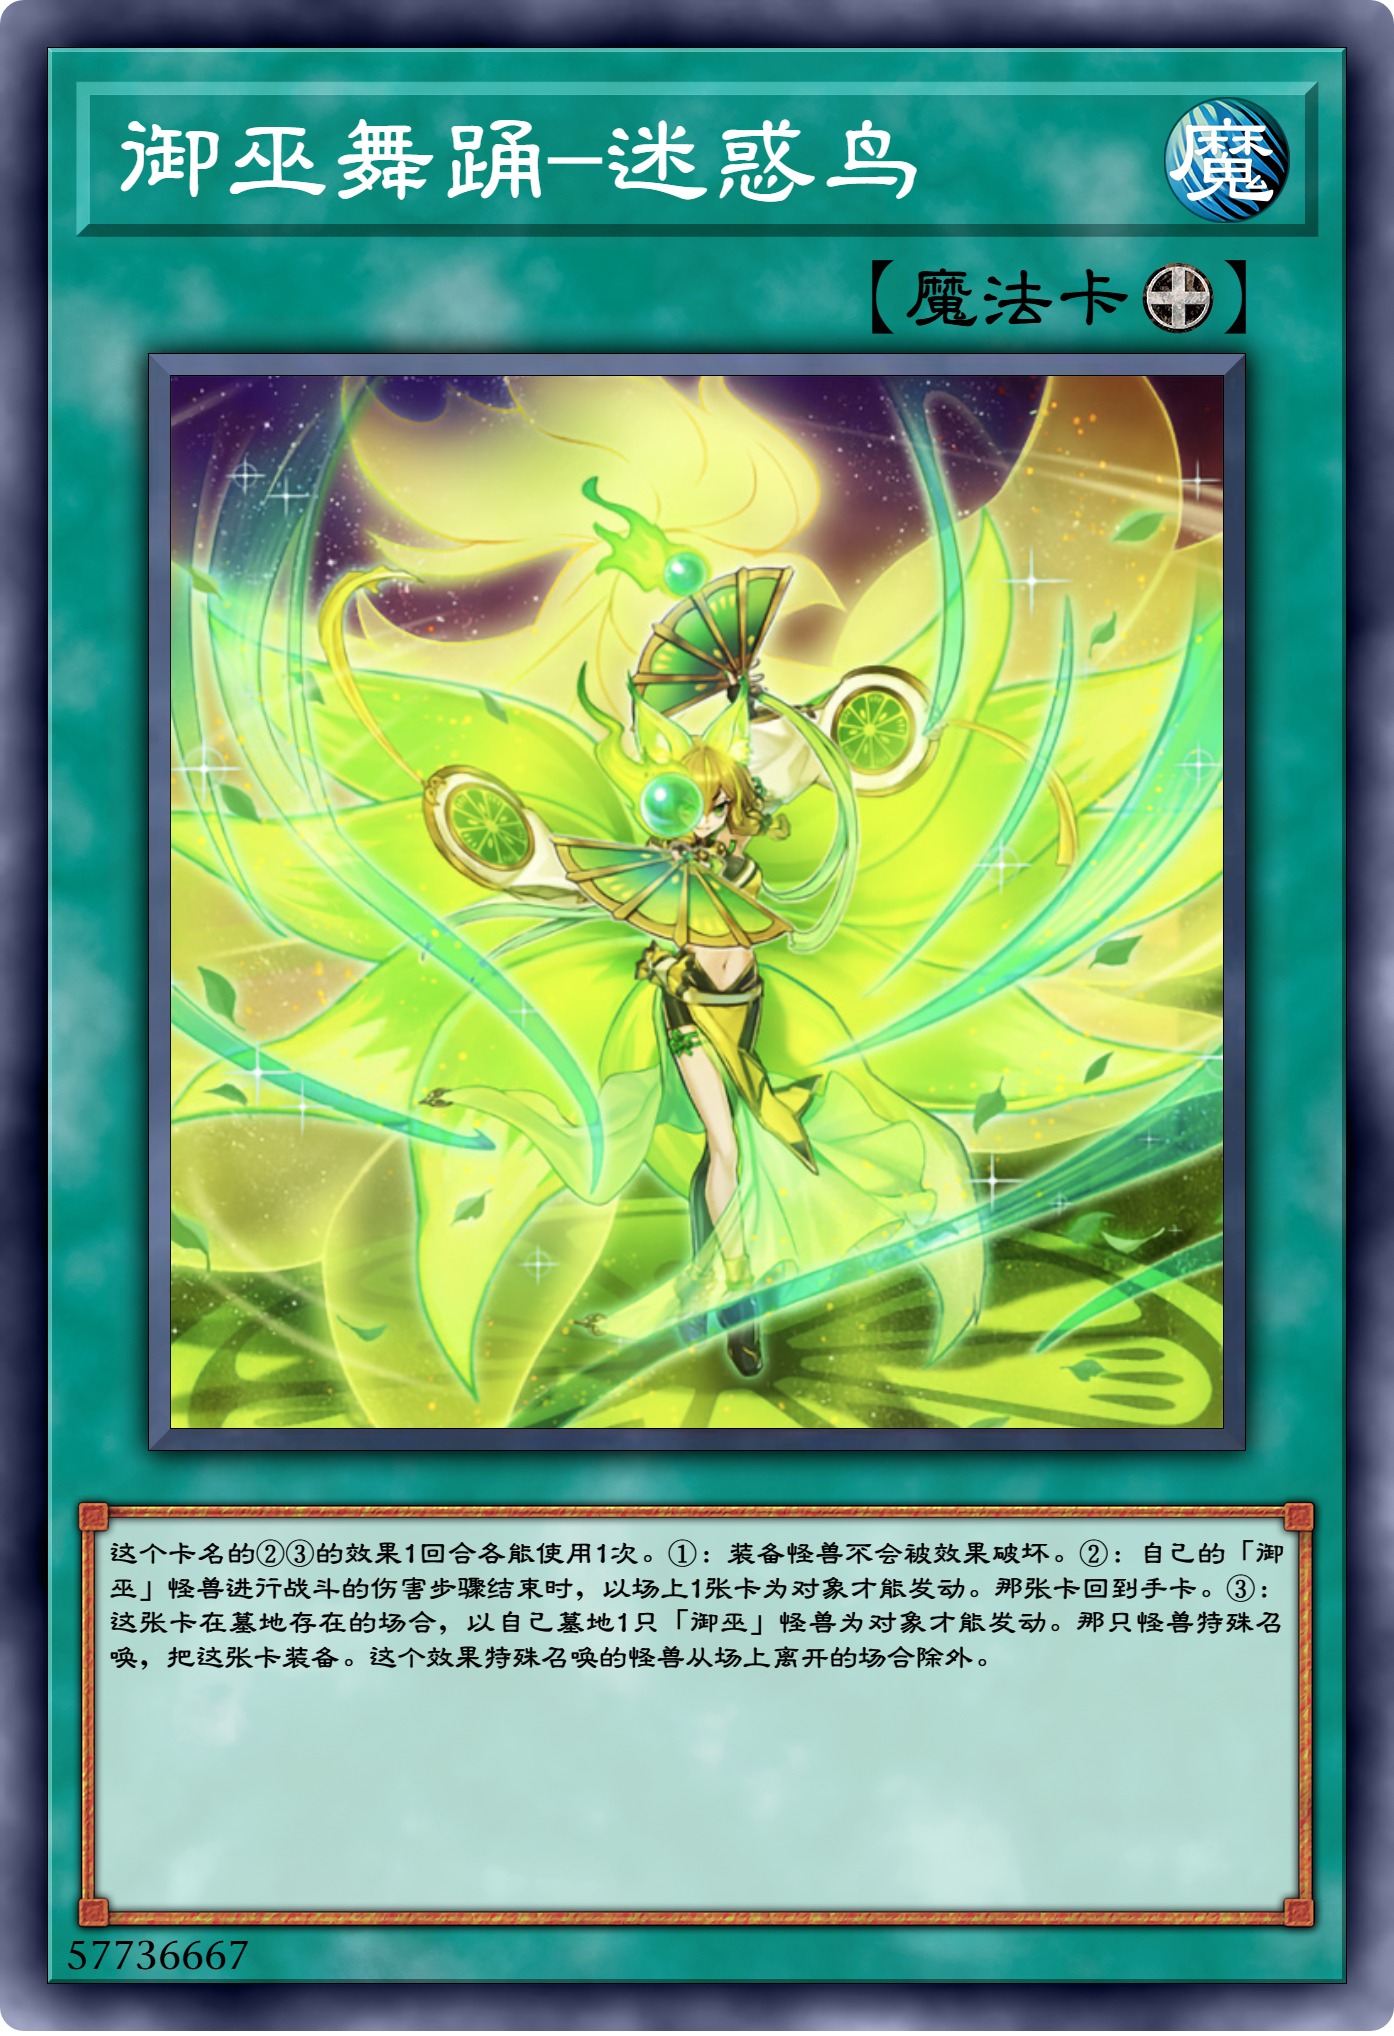 御巫舞踊-迷惑鸟
魔
【魔法卡】
这个卡名的②③的效果1回合各能使用1次。①：装备怪兽不会被效果破坏。②：自己的「御
巫」怪兽进行战斗的伤害步骤结束时，以场上1张卡为对象才能发动。那张卡回到手卡。③：
这张卡在墓地存在的场合，以自己墓地1只「御巫」怪兽为对象才能发动。那只怪兽特殊召
唤，把这张卡装备。这个效果特殊召唤的怪兽从场上离开的场合除外。
57736667